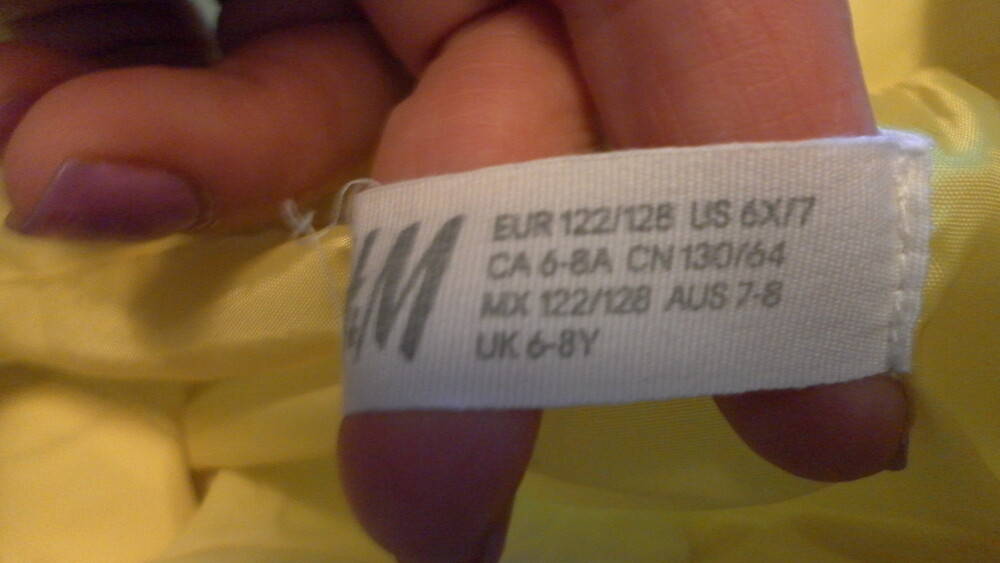 H&M
EUR 122/128 US 6X/7
CA 6-8A CN 130/64
MX 122/128 AUS 7-8
UK 6-8Y